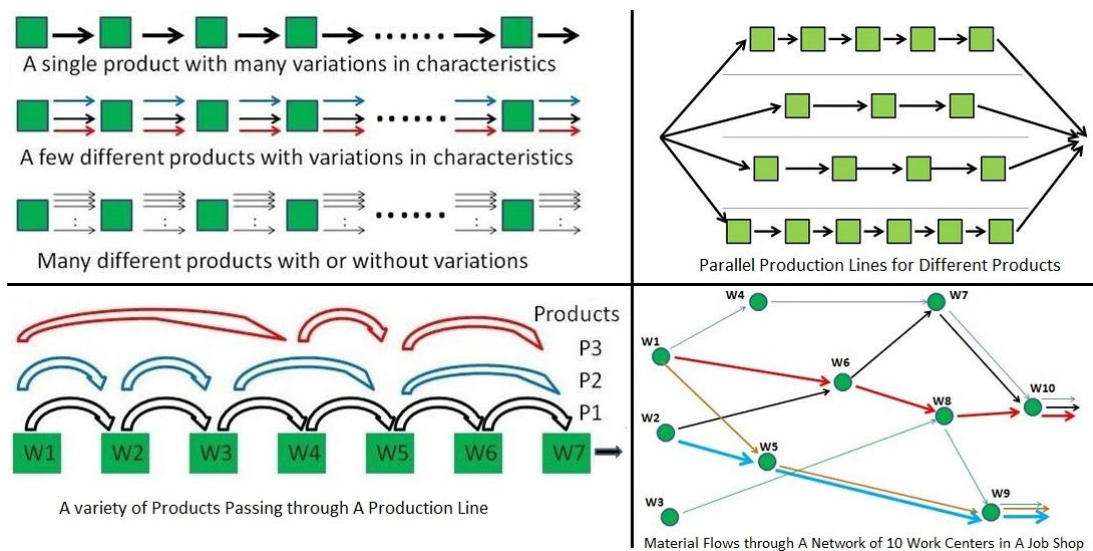 A single product with many variations in characteristics
A few different products with variations in characteristics
Many different products with or without variations
Parallel Production Lines for Different Products
Products
P3
P2
P1
W1 W2 W3 W4 W5 W6 W7
A variety of Products Passing through A Production Line
W4 W7
W1
W6
W10
W8
W2
W5
W9
W3
Material Flows through A Network of 10 Work Centers in A Job Shop